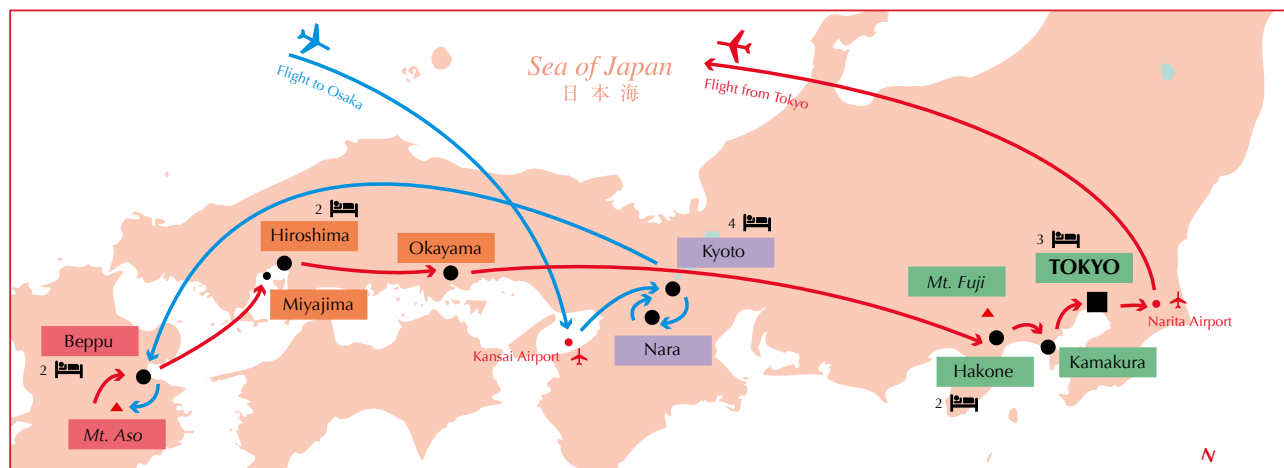 Flight to Osaka
Sea of Japan
日本海
Flight from Tokyo
2
Hiroshima
Okayama
4
Kyoto
3
TOKYO
Mt. Fuji
Miyajima
Narita Airport
Beppu
2
Kansai Airport
Nara
Hakone
Kamakura
2
Mt. Aso
N